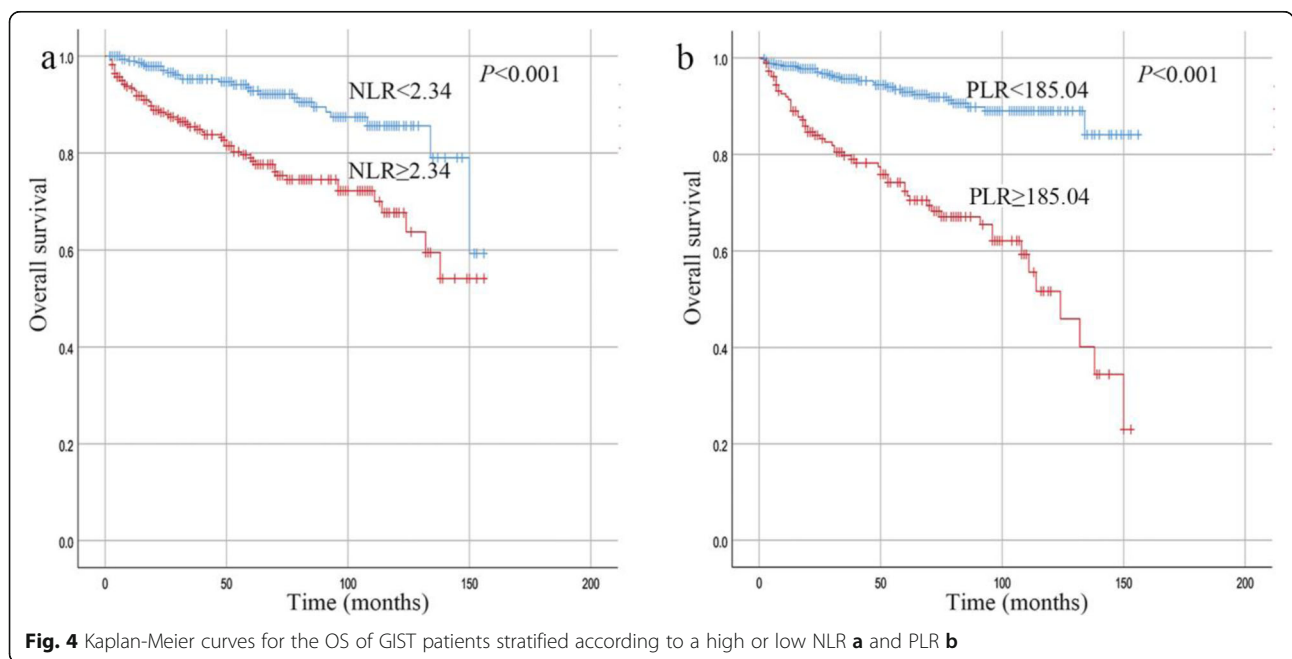 a
P<0.001
NLR<2.34
NLR≥2.34
Overall survival
1.0
0.8
0.6
0.4
0.2
0.0
0 50 100 150 200
Time (months)
b
P<0.001
PLR<185.04
PLR≥185.04
Overall survival
1.0
0.8
0.6
0.4
0.2
0.0
0 50 100 150 200
Time (months)
Fig. 4 Kaplan-Meier curves for the OS of GIST patients stratified according to a high or low NLR a and PLR b